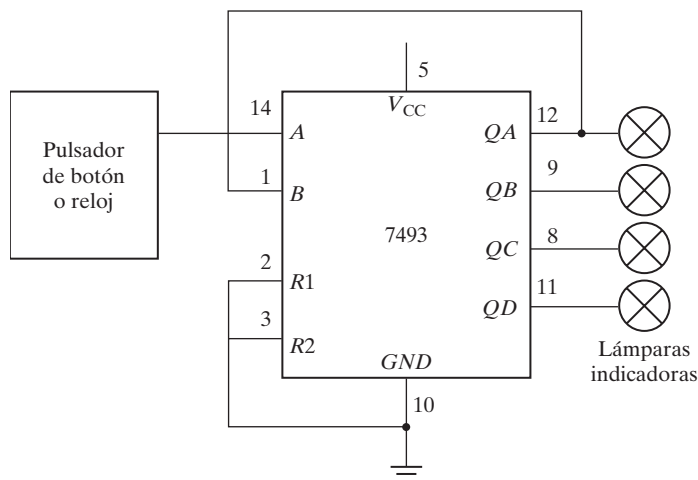 5
V_CC
14
A
12
QA
Pulsador
de botón
o reloj
1
B
9
QB
7493
8
QC
2
R1
11
QD
3
R2
GND
10
Lámparas
indicadoras